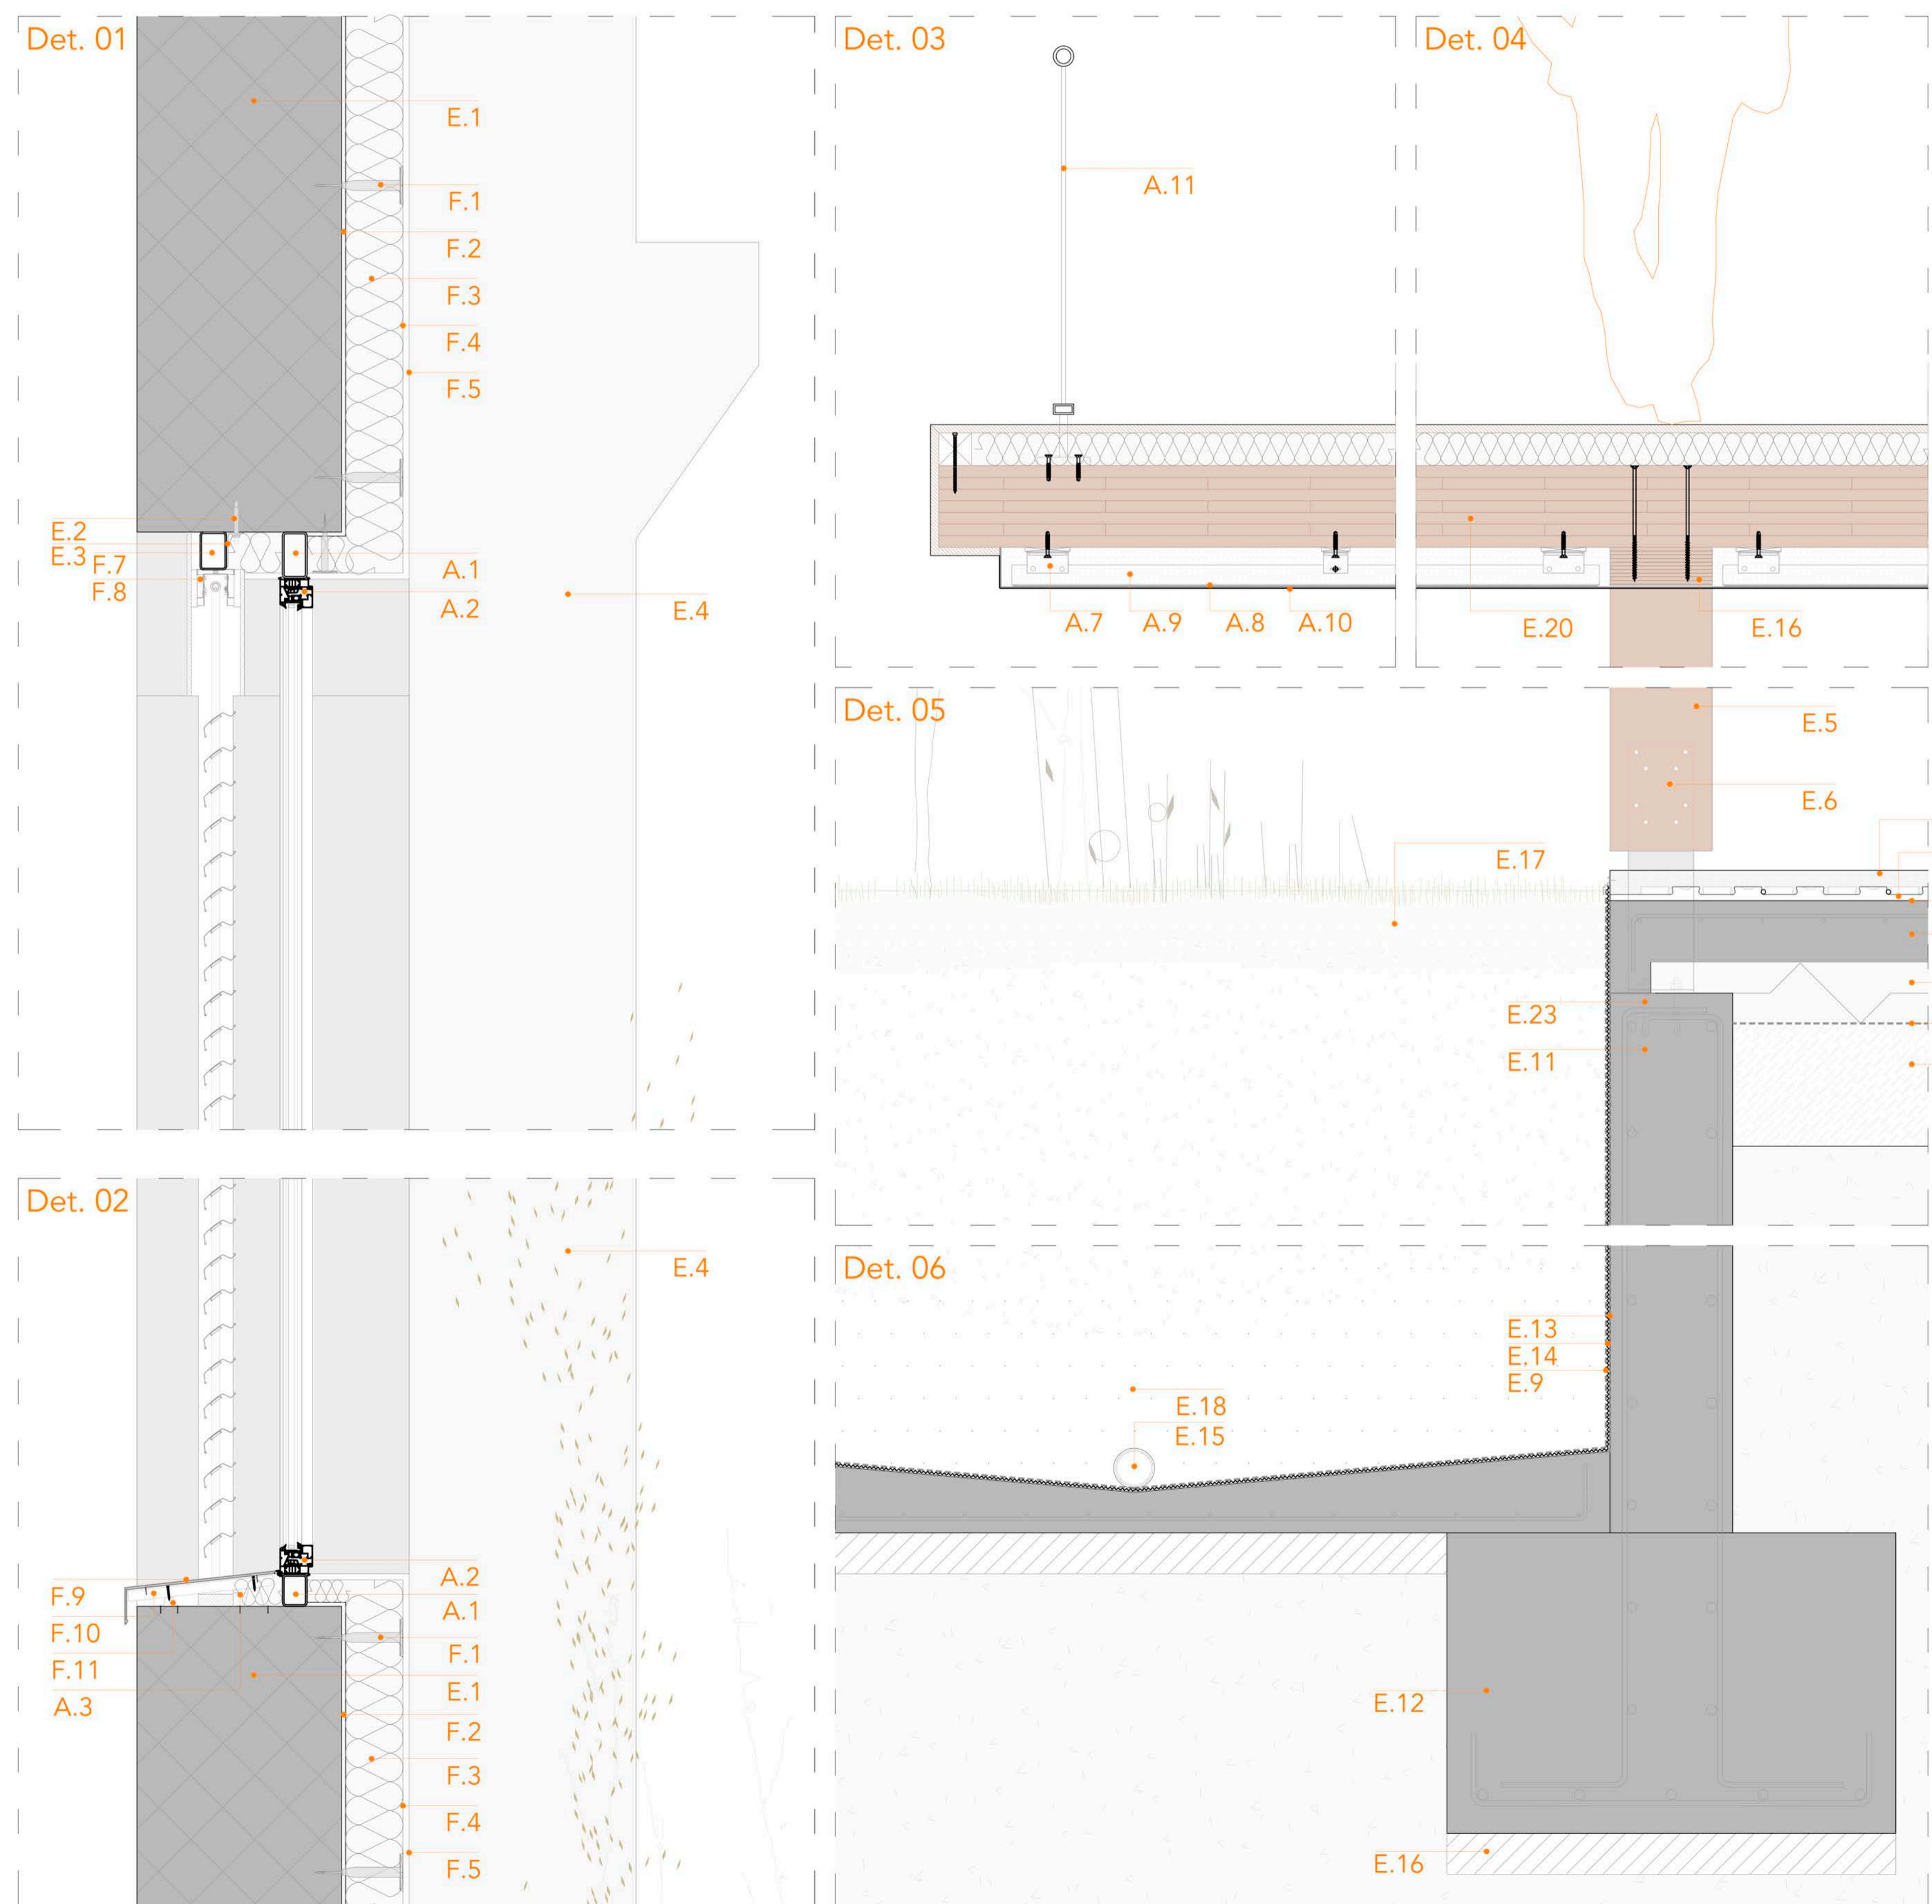 Det. 01
E.1
F.1
F.2
F.3
F.4
F.5
E.2
E.3 F.7
F.8
A.1
A.2
E.4
Det. 02
E.4
F.9
F.10
F.11
A.3
A.2
A.1
F.1
E.1
F.2
F.3
F.4
F.5
Det. 03
A.11
A.7
A.9
A.8
A.10
Det. 04
E.20
E.16
Det. 05
E.5
E.6
E.17
E.23
E.11
Det. 06
E.13
E.14
E.9
E.18
E.15
E.12
E.16